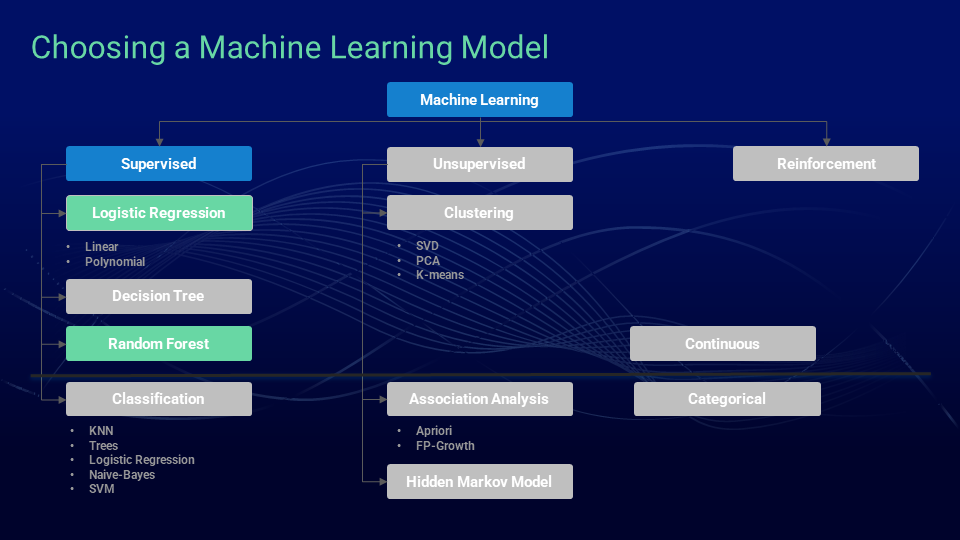 Choosing a Machine Learning Model
Machine Learning
Supervised
Unsupervised
Reinforcement
Logistic Regression
Linear
Polynomial
Decision Tree
Random Forest
Classification
KNN
Trees
Logistic Regression
Naive-Bayes
SVM
Clustering
SVD
PCA
K-means
Association Analysis
Apriori
FP-Growth
Hidden Markov Model
Continuous
Categorical